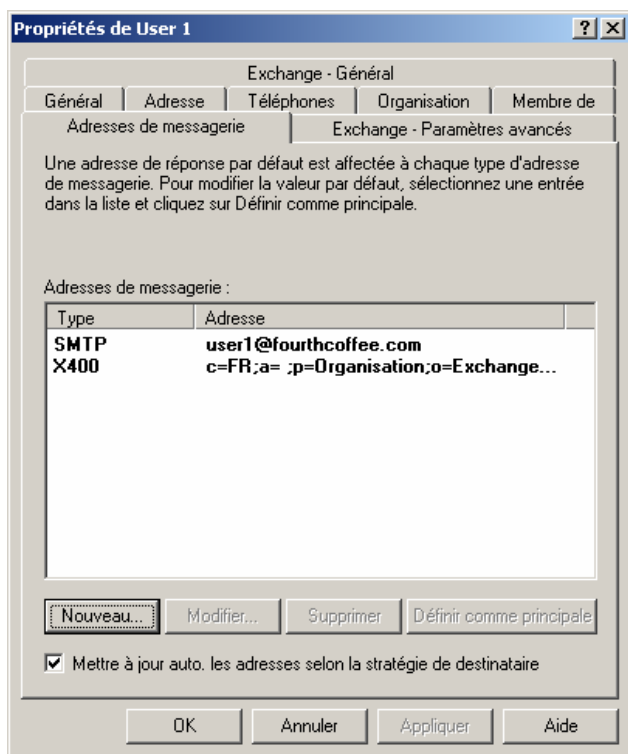 Propriétés de User 1
Exchange - Général
Général Adresse Téléphones Organisation Membre de
Adresses de messagerie Exchange - Paramètres avancés
Une adresse de réponse par défaut est affectée à chaque type d'adresse
de messagerie. Pour modifier la valeur par défaut, sélectionnez une entrée
dans la liste et cliquez sur Définir comme principale.
Adresses de messagerie :
Type Adresse
SMTP user1@fourthcoffee.com
X400 c=FR;a= ;p=Organisation;o=Exchange...
Nouveau... Modifier... Supprimer Définir comme principale
Mettre à jour auto. les adresses selon la stratégie de destinataire
OK Annuler Appliquer Aide